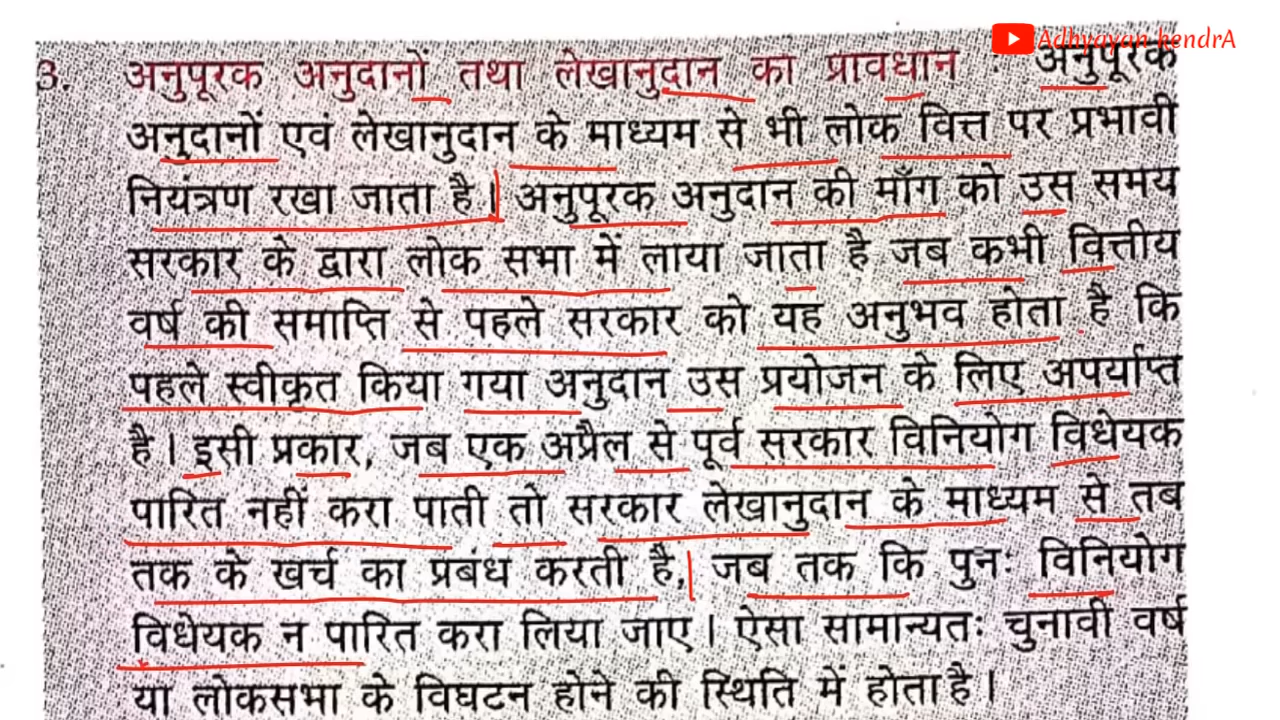 Adhyayan kendrA
3. अनुपूरक अनुदानों तथा लेखानुदान का प्रावधान : अनुपूरक
अनुदानों एवं लेखानुदान के माध्यम से भी लोक वित्त पर प्रभावी
नियंत्रण रखा जाता है। अनुपूरक अनुदान की माँग को उस समय
सरकार के द्वारा लोक सभा में लाया जाता है जब कभी वित्तीय
वर्ष की समाप्ति से पहले सरकार को यह अनुभव होता है कि
पहले स्वीकृत किया गया अनुदान उस प्रयोजन के लिए अपर्याप्त
है। इसी प्रकार, जब एक अप्रैल से पूर्व सरकार विनियोग विधेयक
पारित नहीं करा पाती तो सरकार लेखानुदान के माध्यम से तब
तक के खर्च का प्रबंध करती है, जब तक कि पुनः विनियोग
विधेयक न पारित करा लिया जाए। ऐसा सामान्यतः चुनावी वर्ष
या लोकसभा के विघटन होने की स्थिति में होता है।